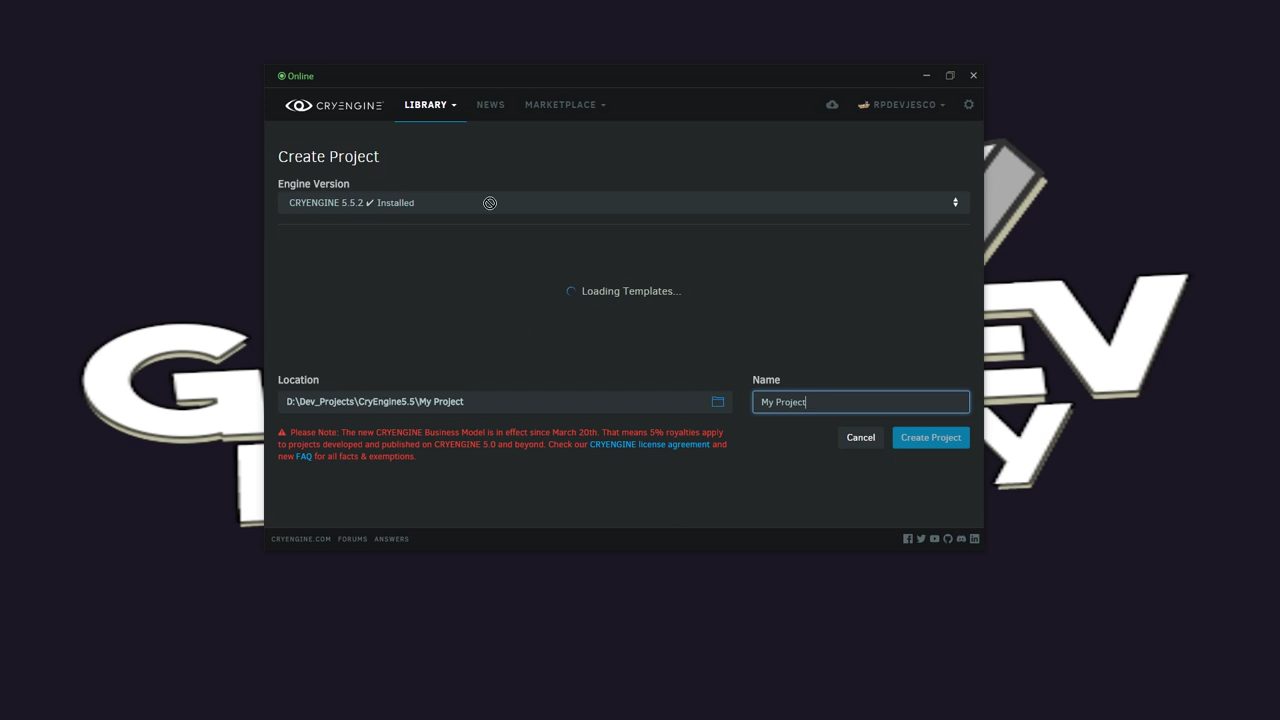 Online
CRYENGINE
LIBRARY
NEWS
MARKETPLACE
RPDEVJESCO
Create Project
Engine Version
CRYENGINE 5.5.2 ✔ Installed
Loading Templates...
Location
Name
D:\Dev_Projects\CryEngine5.5\My Project
My Project
Please Note: The new CRYENGINE Business Model is in effect since March 20th. That means 5% royalties apply
to projects developed and published on CRYENGINE 5.0 and beyond. Check our CRYENGINE license agreement and
new FAQ for all facts & exemptions.
Cancel
Create Project
CRYENGINE.COM
FORUMS
ANSWERS